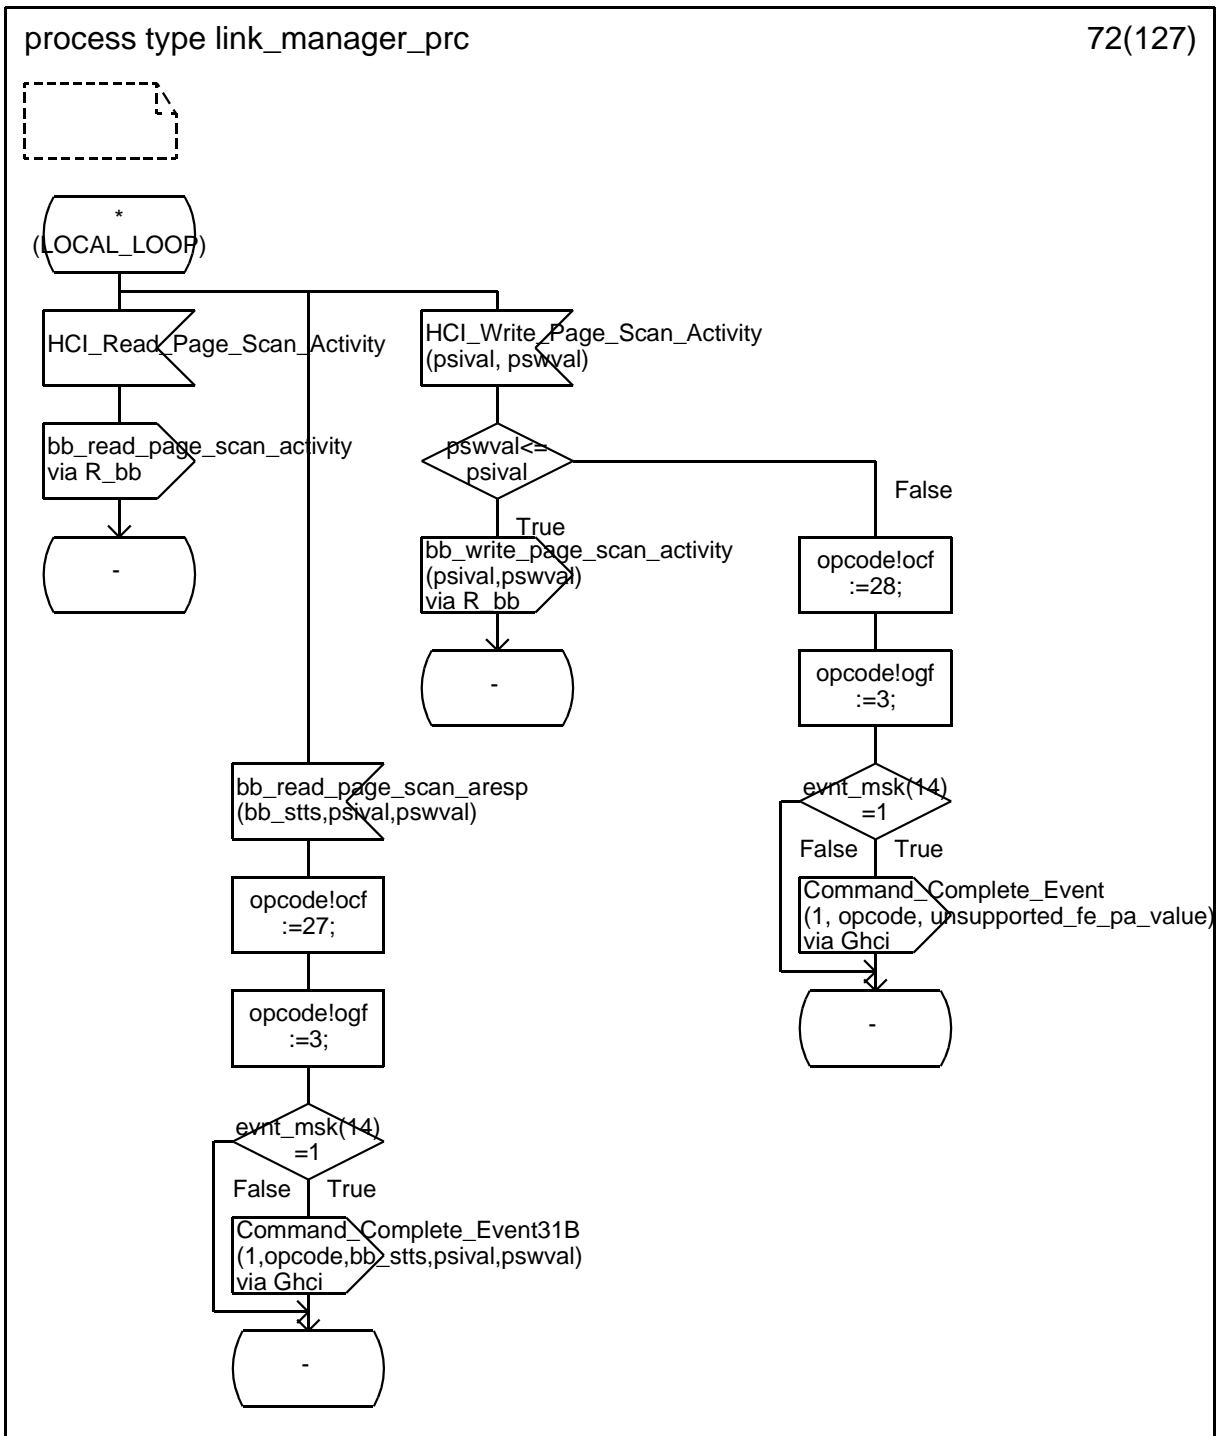 process type link_manager_prc
72(127)
*
(LOCAL_LOOP)
HCI_Read_Page_Scan_Activity
bb_read_page_scan_activity
via R_bb
-
HCI_Write_Page_Scan_Activity
(psival, pswval)
pswval<=
psival
False
True
bb_write_page_scan_activity
(psival,pswval)
via R_bb
-
opcode!ocf
:=28;
opcode!ogf
:=3;
evnt_msk(14)
=1
False
True
Command_Complete_Event
(1, opcode, unsupported_fe_pa_value)
via Ghci
-
bb_read_page_scan_aresp
(bb_stts,psival,pswval)
opcode!ocf
:=27;
opcode!ogf
:=3;
evnt_msk(14)
=1
False
True
Command_Complete_Event31B
(1,opcode,bb_stts,psival,pswval)
via Ghci
-